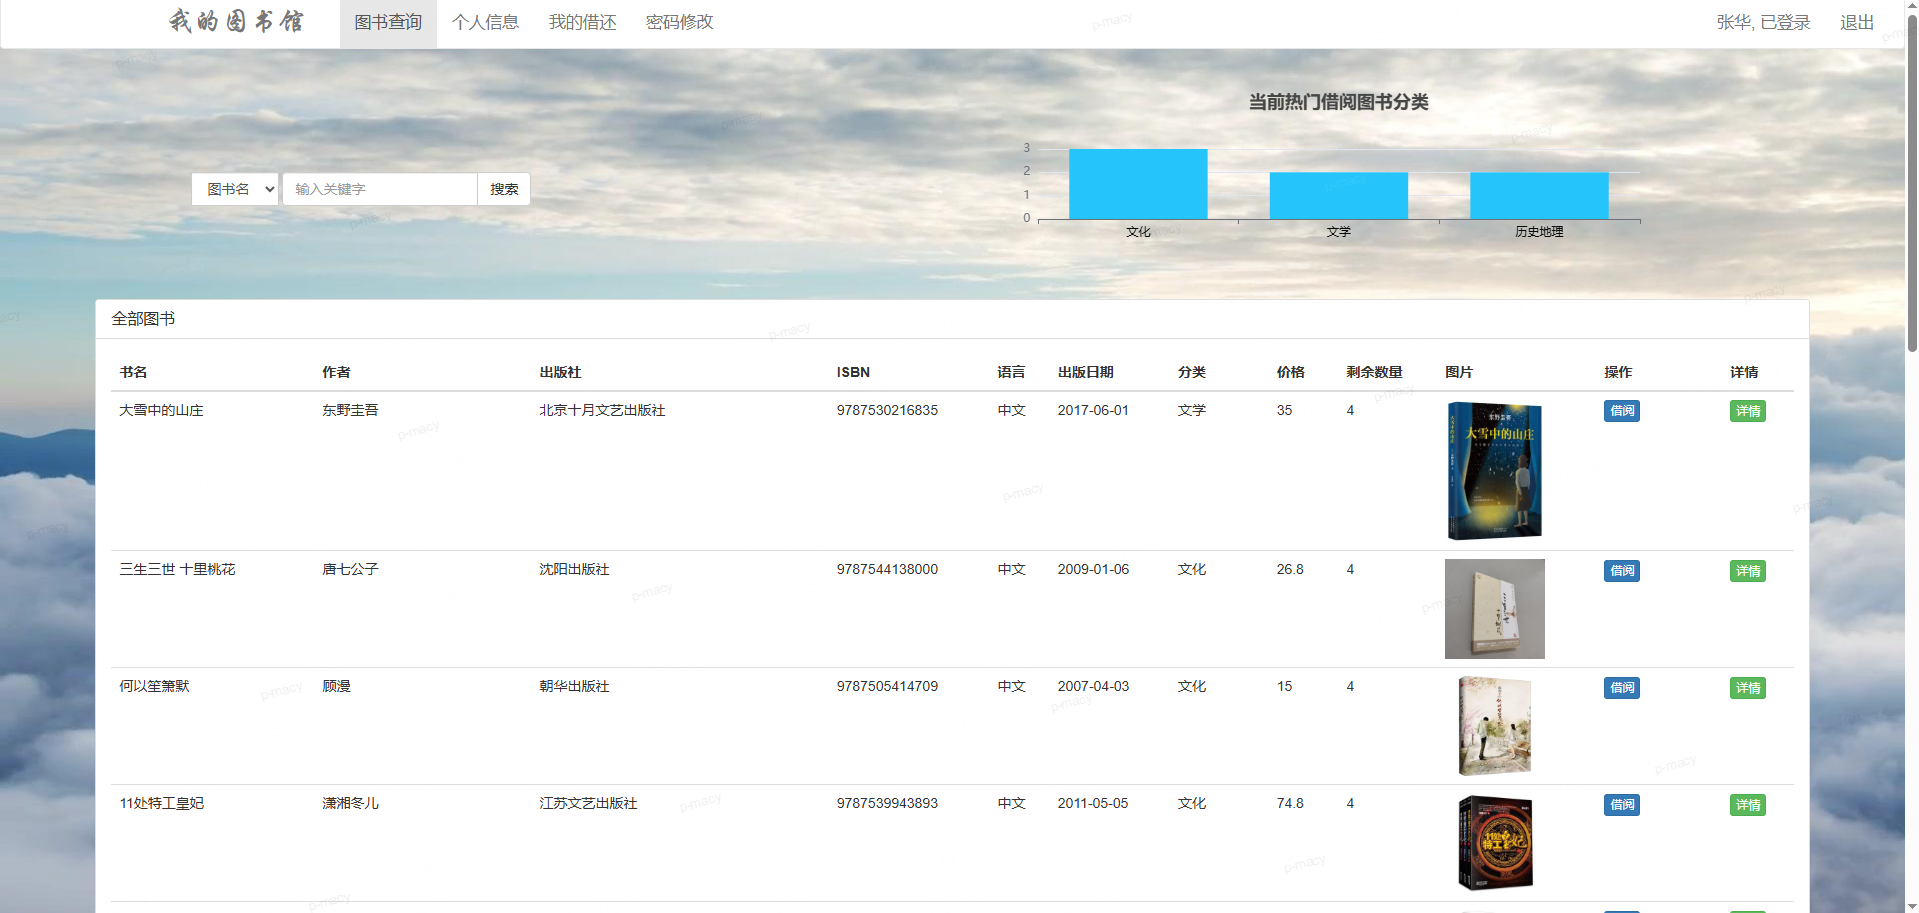 我的图书馆 图书查询 个人信息 我的借还 密码修改 张华, 已登录 退出
当前热门借阅图书分类
3
2
1
0
文化 文学 历史地理
图书名 输入关键字 搜索
全部图书
书名 作者 出版社 ISBN 语言 出版日期 分类 价格 剩余数量 图片 操作 详情
大雪中的山庄 东野圭吾 北京十月文艺出版社 9787530216835 中文 2017-06-01 文学 35 4 借阅 详情
东野圭吾
大雪中的山庄
三生三世 十里桃花 唐七公子 沈阳出版社 9787544138000 中文 2009-01-06 文化 26.8 4 借阅 详情
何以笙箫默 顾漫 朝华出版社 9787505414709 中文 2007-04-03 文化 15 4 借阅 详情
11处特工皇妃 潇湘冬儿 江苏文艺出版社 9787539943893 中文 2011-05-05 文化 74.8 4 借阅 详情
11处
特工皇妃
p-macy